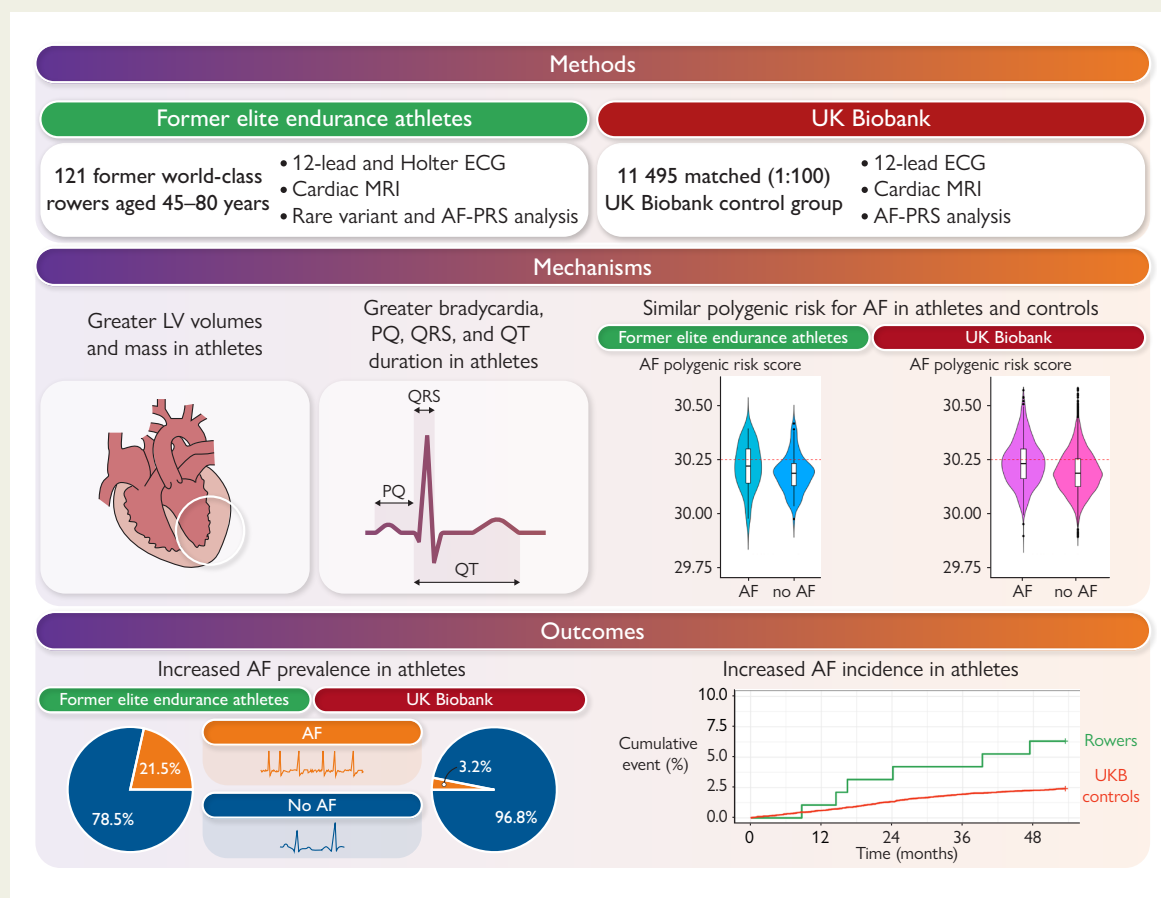 Methods
Former elite endurance athletes
121 former world-class
rowers aged 45–80 years
• 12-lead and Holter ECG
• Cardiac MRI
• Rare variant and AF-PRS analysis
UK Biobank
11 495 matched (1:100)
UK Biobank control group
• 12-lead ECG
• Cardiac MRI
• AF-PRS analysis
Mechanisms
Greater LV volumes
and mass in athletes
Greater bradycardia,
PQ, QRS, and QT
duration in athletes
QRS
PQ
QT
Similar polygenic risk for AF in athletes and controls
Former elite endurance athletes
AF polygenic risk score
30.50
30.25
30.00
29.75
AF no AF
UK Biobank
AF polygenic risk score
30.50
30.25
30.00
29.75
AF no AF
Outcomes
Increased AF prevalence in athletes
Former elite endurance athletes
UK Biobank
21.5%
78.5%
AF
No AF
3.2%
96.8%
Increased AF incidence in athletes
Cumulative
event (%)
10.0
7.5
5.0
2.5
0.0
0 12 24 36 48
Time (months)
Rowers
UKB
controls